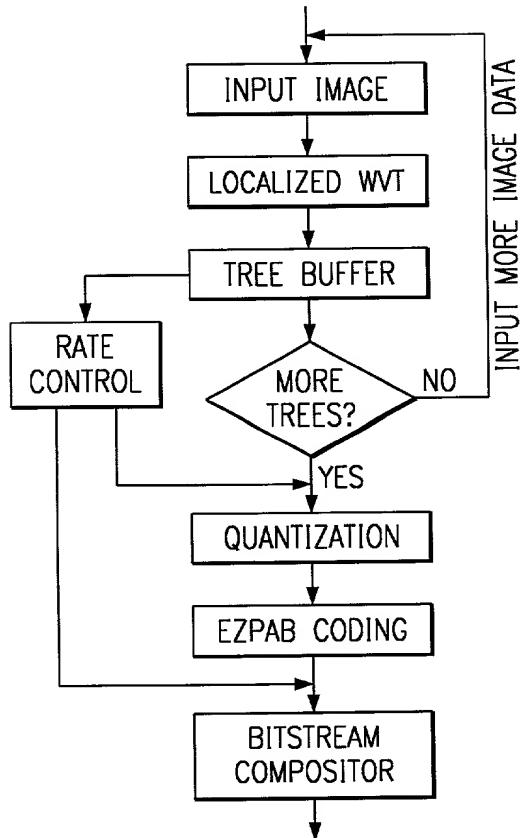 INPUT IMAGE
INPUT MORE IMAGE DATA
LOCALIZED WVT
TREE BUFFER
RATE
CONTROL
MORE
TREES?
NO
YES
QUANTIZATION
EZPAB CODING
BITSTREAM
COMPOSITOR